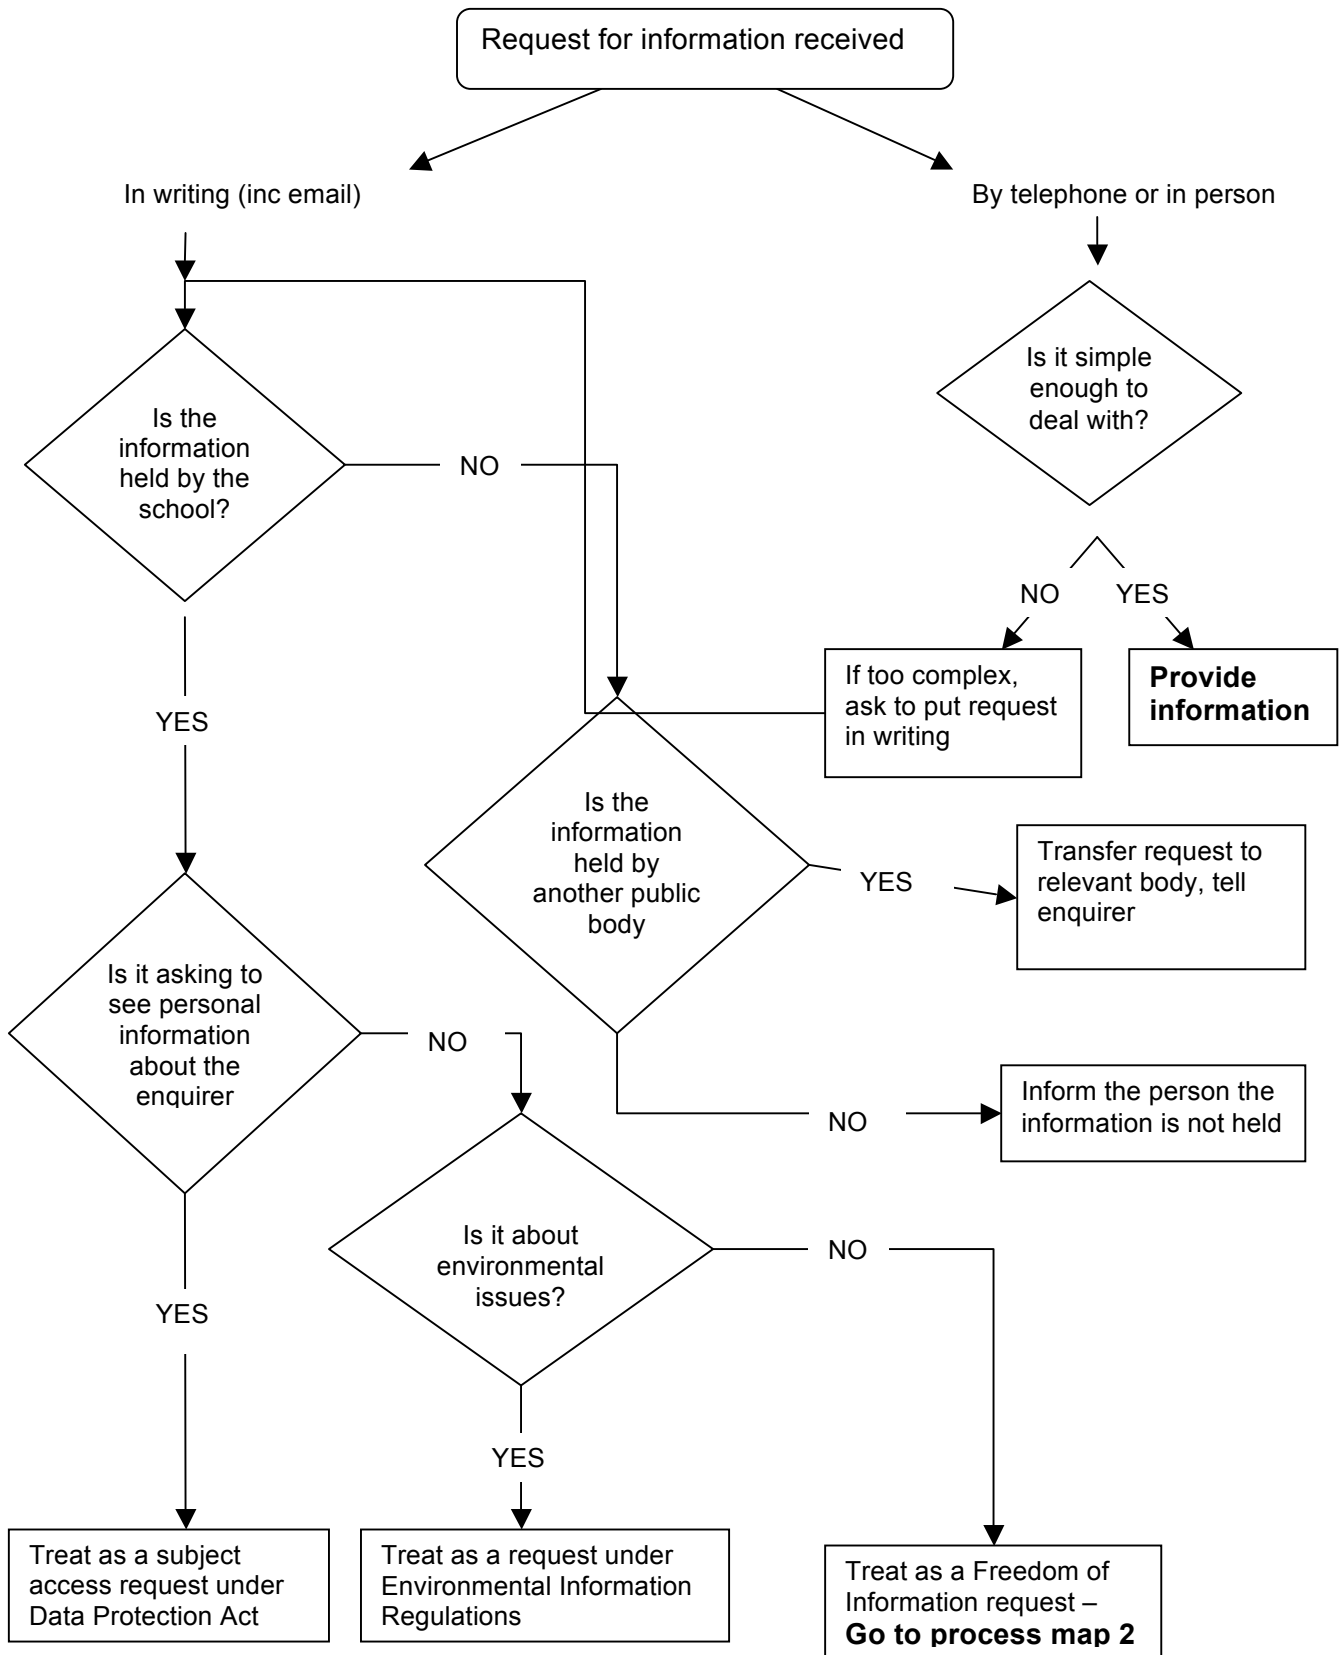 Request for information received
In writing (inc email)
By telephone or in person
Is it simple
enough to
deal with?
Is the
information
held by the
school?
NO
NO
YES
If too complex,
ask to put request
in writing
Provide
information
YES
Is the
information
held by
another public
body
YES
Transfer request to
relevant body, tell
enquirer
Is it asking to
see personal
information
about the
enquirer
NO
NO
Inform the person the
information is not held
Is it about
environmental
issues?
NO
YES
YES
Treat as a subject
access request under
Data Protection Act
Treat as a request under
Environmental Information
Regulations
Treat as a Freedom of
Information request –
Go to process map 2